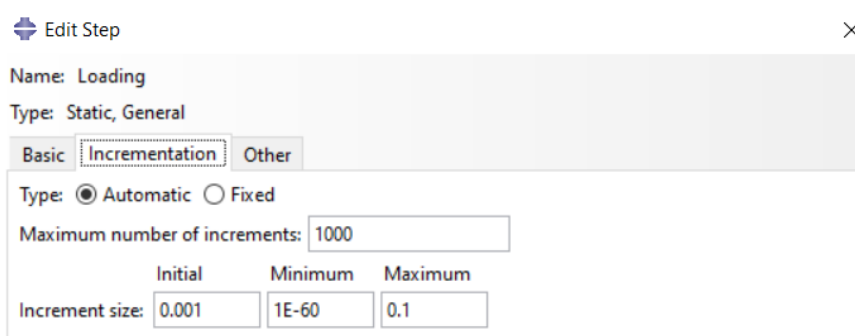 Edit Step
Name: Loading
Type: Static, General
Basic Incrementation Other
Type: Automatic Fixed
Maximum number of increments: 1000
Initial Minimum Maximum
Increment size: 0.001 1E-60 0.1